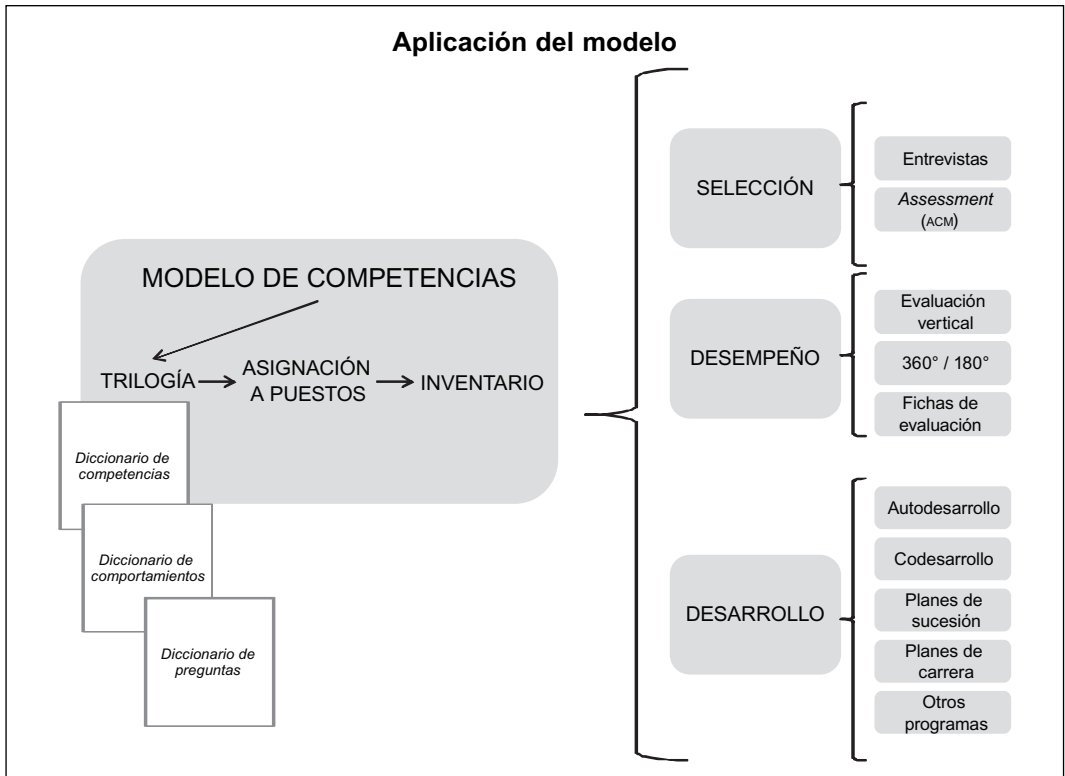 Aplicación del modelo
MODELO DE COMPETENCIAS
TRILOGÍA
ASIGNACIÓN
A PUESTOS
INVENTARIO
Diccionario de
competencias
Diccionario de
comportamientos
Diccionario de
preguntas
SELECCIÓN
Entrevistas
Assessment
(ACM)
DESEMPEÑO
Evaluación
vertical
360° / 180°
Fichas de
evaluación
DESARROLLO
Autodesarrollo
Codesarrollo
Planes de
sucesión
Planes de
carrera
Otros
programas